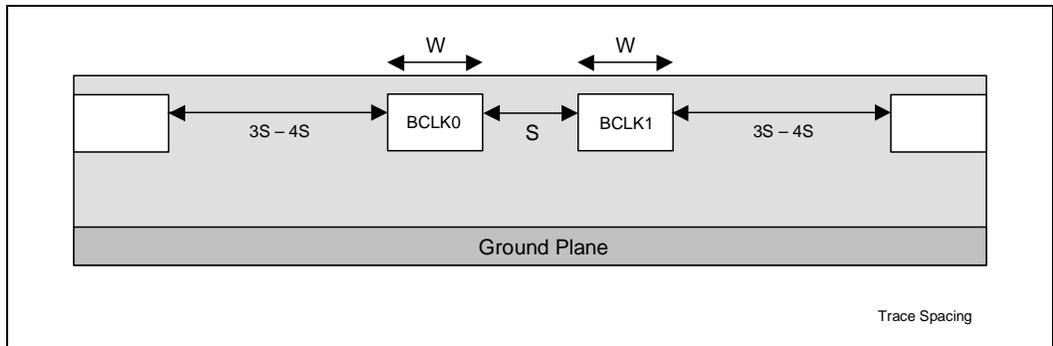 W W
BCLK0 BCLK1
3S – 4S S 3S – 4S
Ground Plane
Trace Spacing